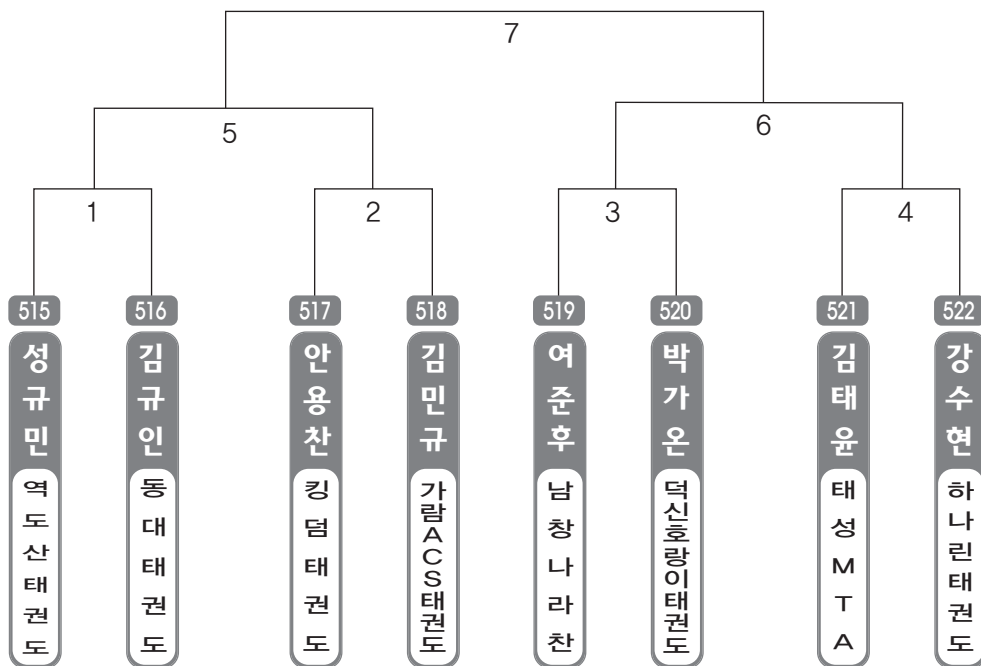 7
5
6
1
2
3
4
515
516
517
518
519
520
521
522
성규민
김규인
안용찬
김민규
여준후
박가온
김태윤
강수현
역도산태권도
동대태권도
킹덤태권도
가람ACS태권도
남창나라찬
덕신호랑이태권도
태성MTA
하나린태권도